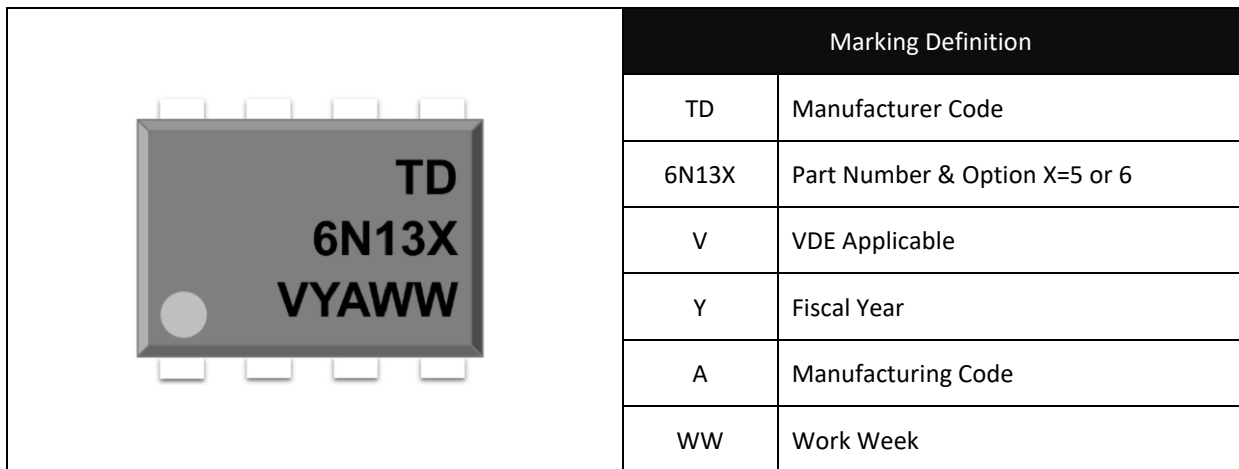 TD
6N13X
VYAWW
Marking Definition
TD Manufacturer Code
6N13X Part Number & Option X=5 or 6
V VDE Applicable
Y Fiscal Year
A Manufacturing Code
WW Work Week